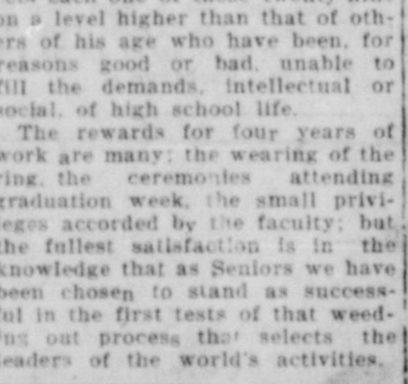 on a level higher than that of oth-
ers of his age who have been, for
reasons good or bad, unable to
fill the demands, intellectual or
social, of high school life.
The rewards for four years of
work are many; the wearing of the
ring, the ceremonies attending
graduation week, the small privi-
leges accorded by the faculty; but
the fullest satisfaction is in the
knowledge that as Seniors we have
been chosen to stand as success-
ful in the first tests of that weed-
ing out process that selects the
leaders of the world's activities.